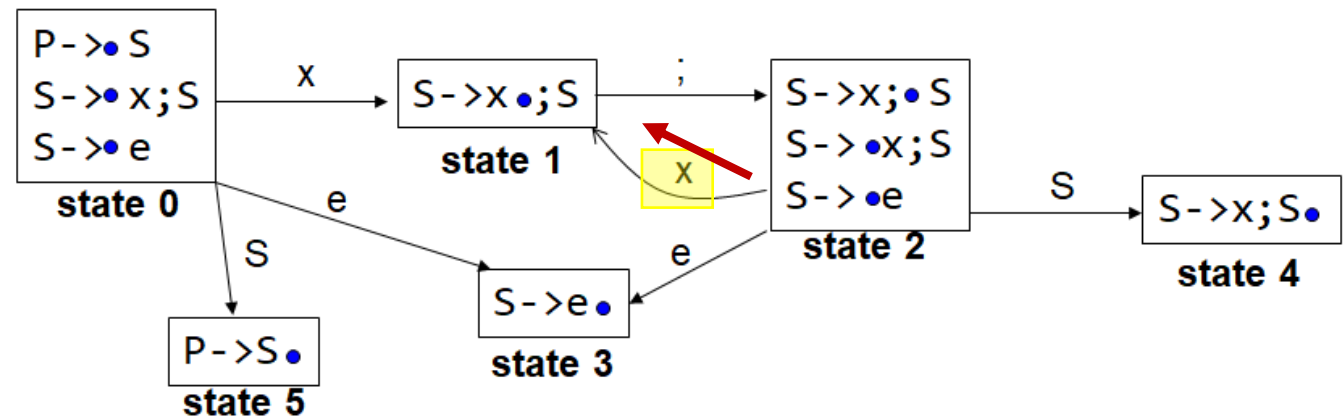 P->• S
S->• x;S
S->• e
state 0
x
S->x •;S
state 1
;
x
S->x;• S
S-> •x;S
S-> •e
state 2
S
S->x;S•
state 4
e
S
e
S->e•
state 3
P->S•
state 5